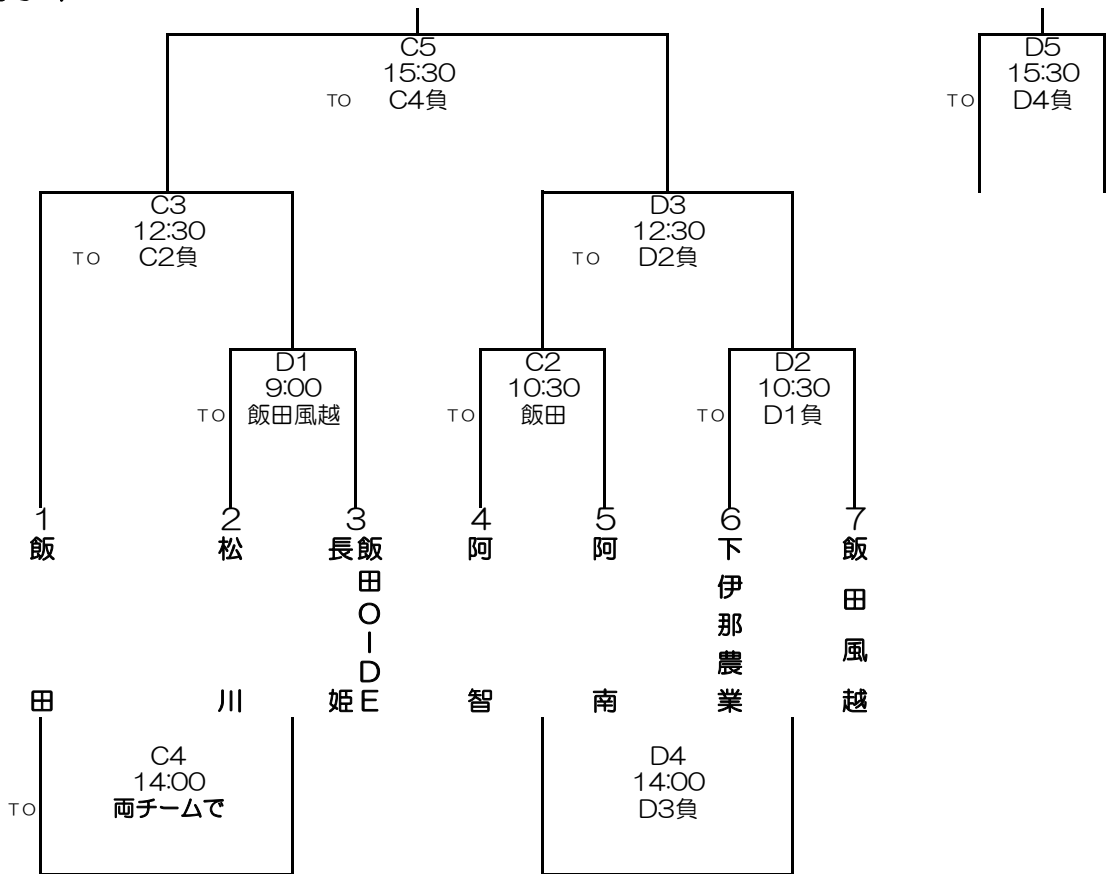 C5
15:30
TO C4負
D5
15:30
TO D4負
C3
12:30
TO C2負
D3
12:30
TO D2負
D1
9:00
TO 飯田風越
C2
10:30
TO 飯田
D2
10:30
TO D1負
1
飯田
2
松川
3
長姫
飯田OIDE
4
阿智
5
阿南
6
下伊那農業
7
飯田風越
C4
14:00
TO 両チームで
D4
14:00
D3負